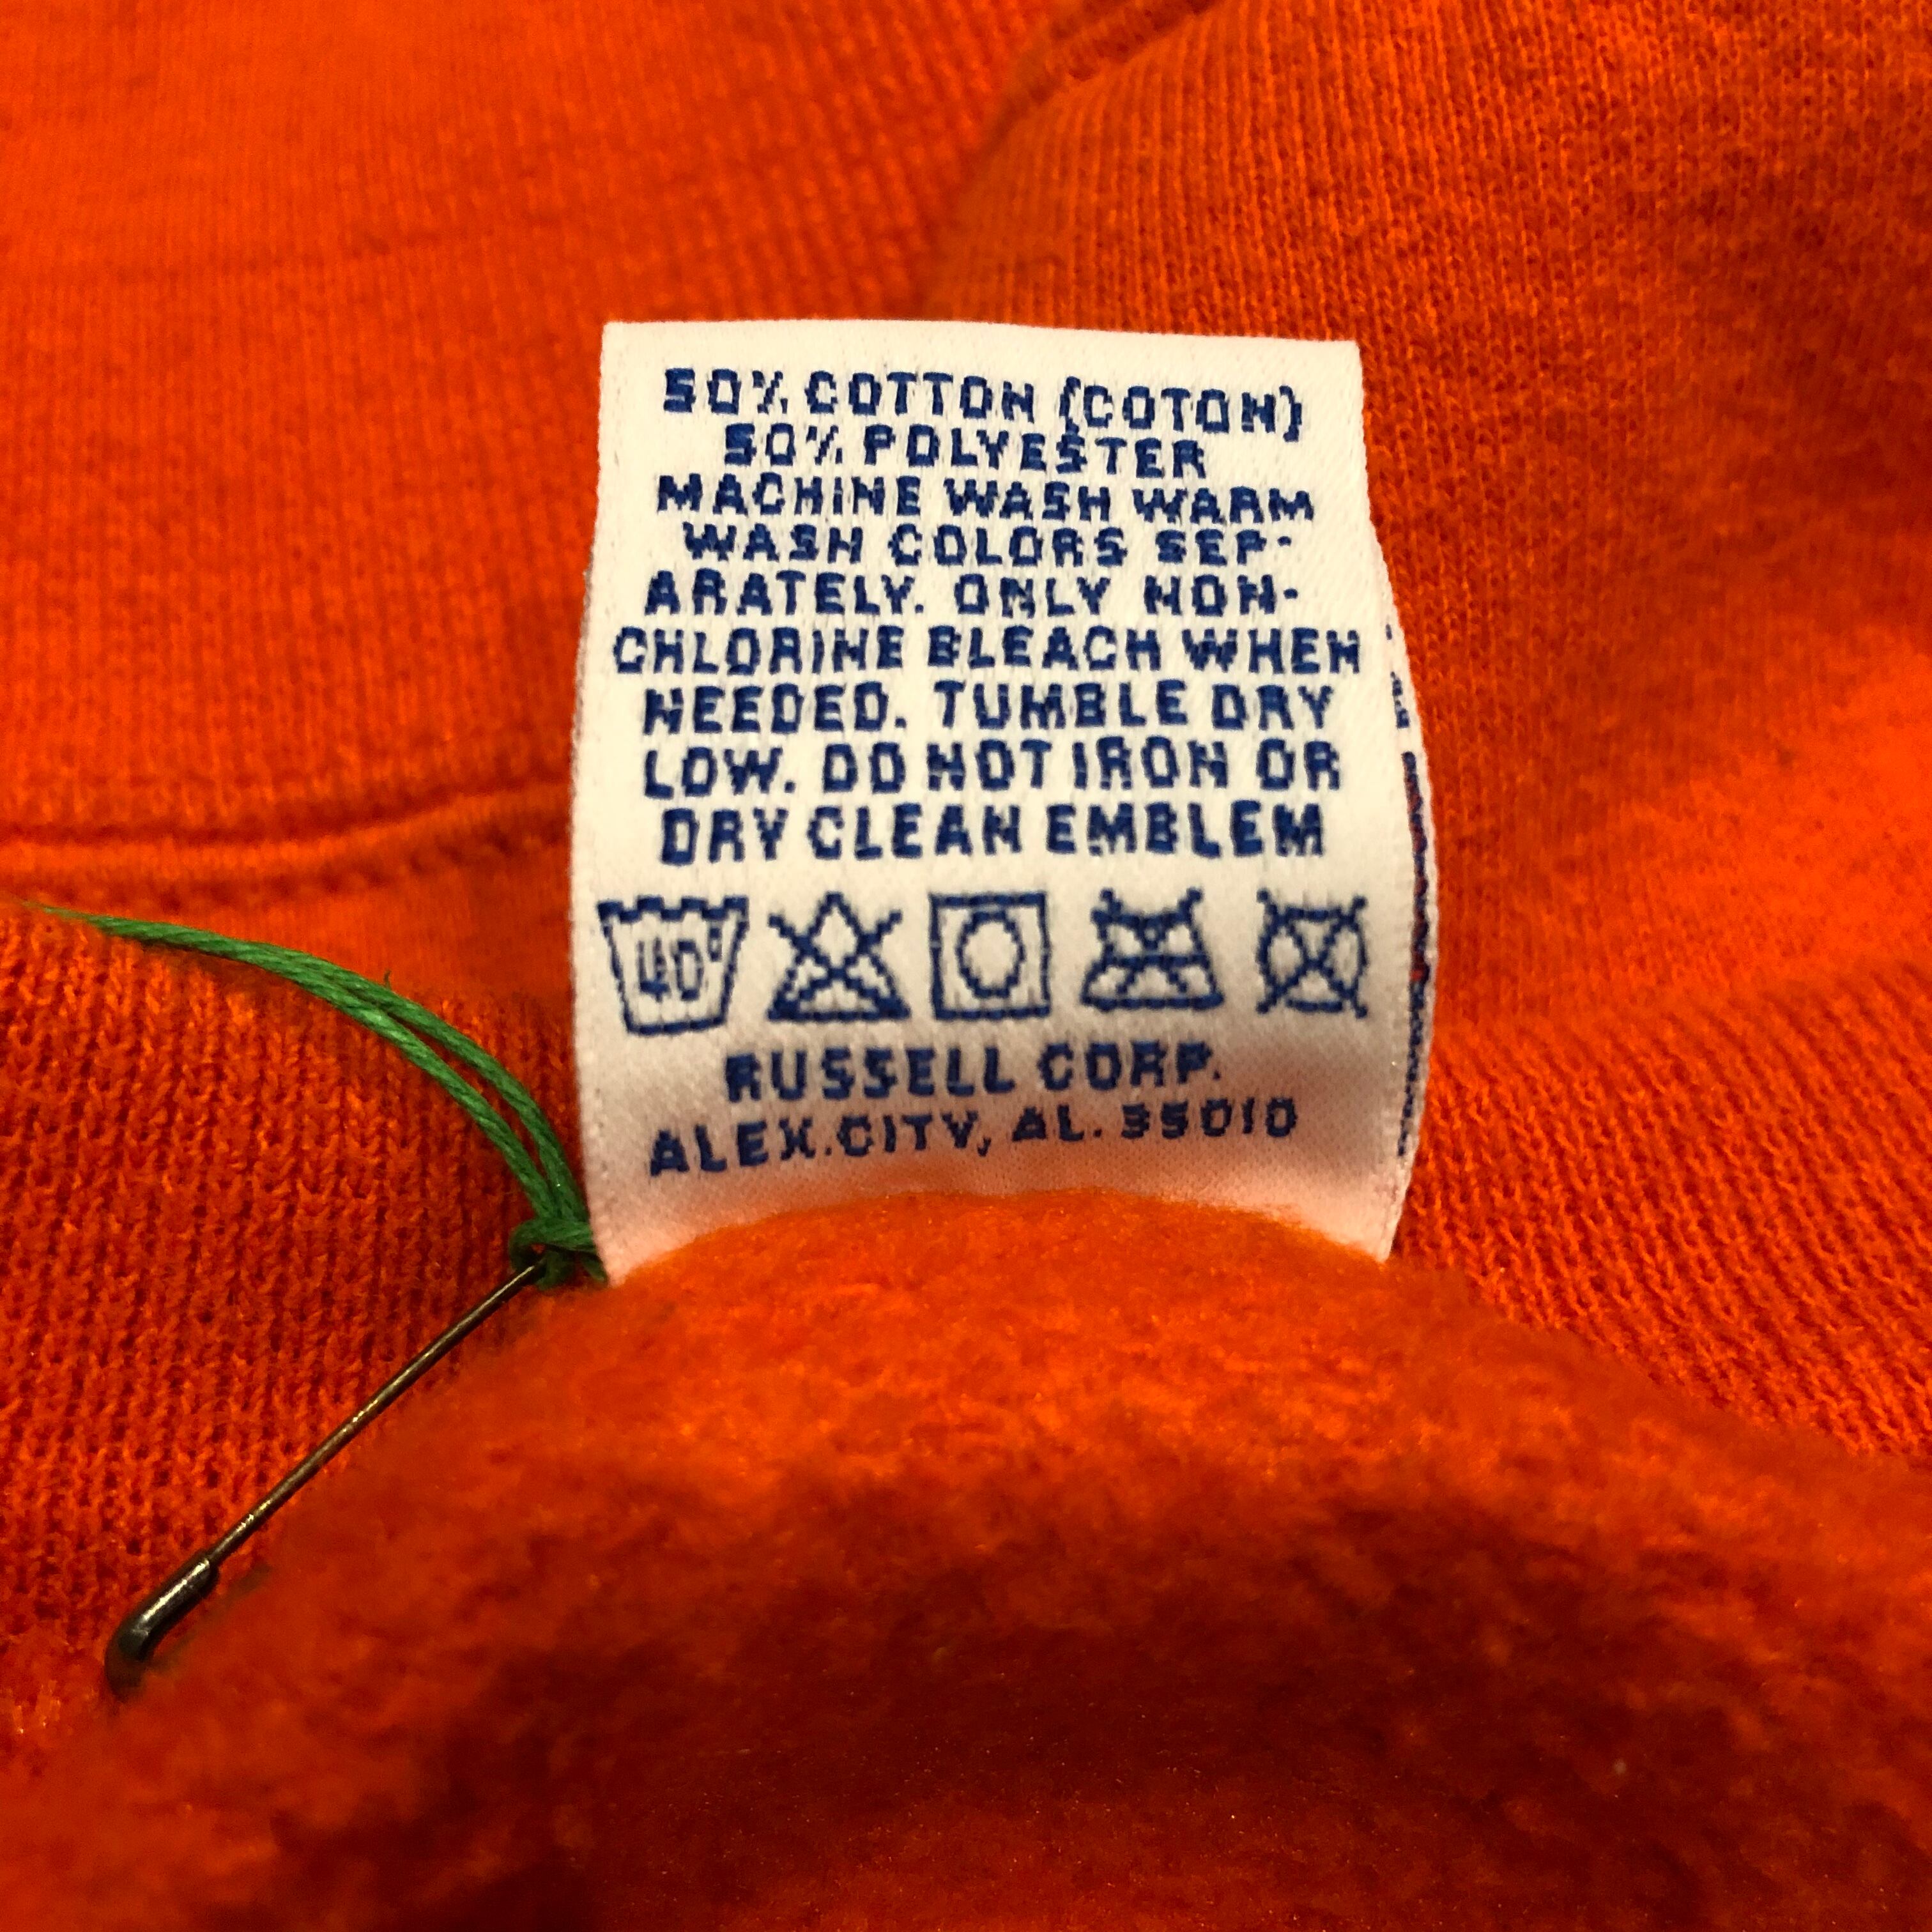 50% COTTON (COTON)
50% POLYESTER
MACHINE WASH WARM
WASH COLORS SEP-
ARATELY. ONLY NON-
CHLORINE BLEACH WHEN
NEEDED. TUMBLE DRY
LOW. DO NOT IRON OR
DRY CLEAN EMBLEM
40°
RUSSELL CORP.
ALEX.CITY, AL. 35010